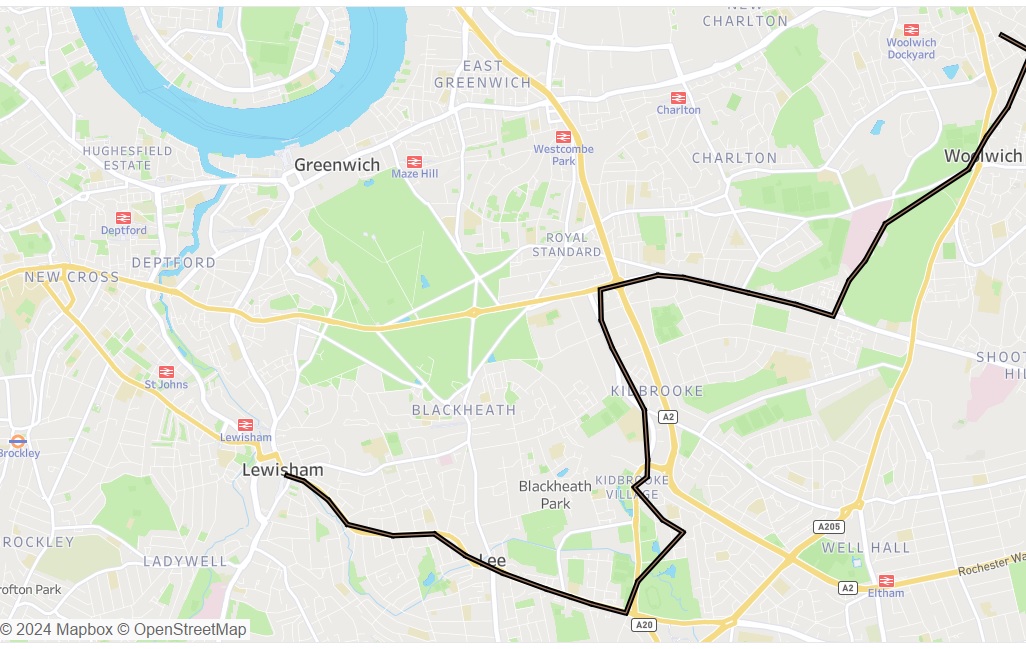 NEW
CHARLTON
Woolwich
Dockyard
EAST
GREENWICH
Charlton
Westcombe
Park
HUGHESFIELD
ESTATE
Greenwich
Maze Hill
CHARLTON
Woolwich
Deptford
ROYAL
STANDARD
DEPTFORD
NEW CROSS
SHOOT
HIL
St Johns
KIDBROOKE
BLACKHEATH
A2
Lewisham
Brockley
Lewisham
Blackheath
Park
KIDBROOKE
VILLAGE
A205
ROCKLEY
WELL HALL
LADYWELL
Lee
Rochester Wa
rofton Park
A2
Eltham
A20
© 2024 Mapbox © OpenStreetMap